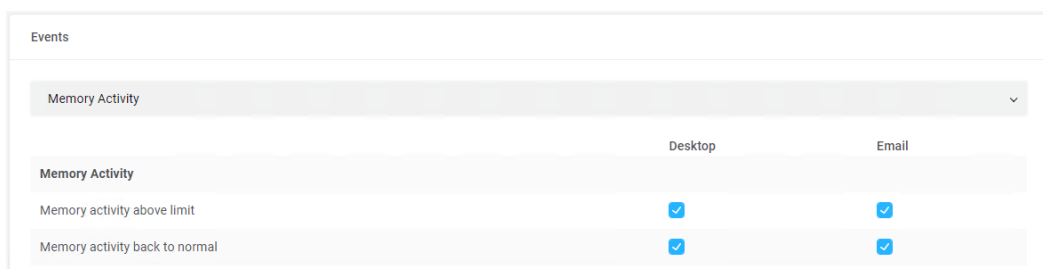 Events
Memory Activity
Desktop Email
Memory Activity
Memory activity above limit
Memory activity back to normal